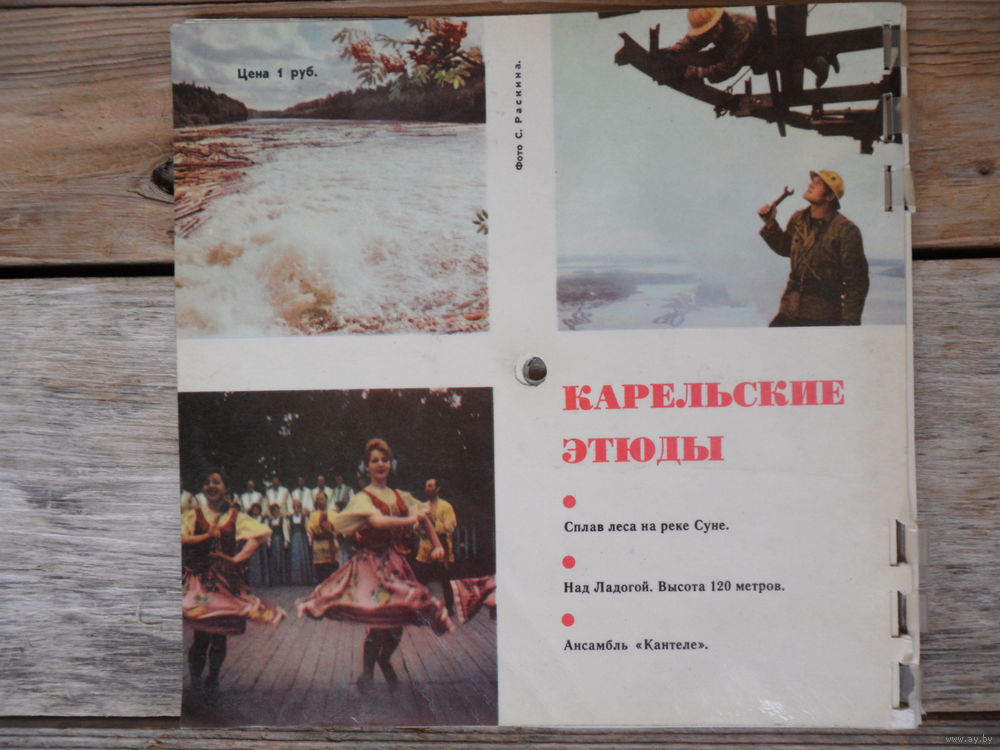 Цена 1 руб.
Фото С. Раскина.
КАРЕЛЬСКИЕ
ЭТЮДЫ
Сплав леса на реке Суне.
Над Ладогой. Высота 120 метров.
Ансамбль «Кантеле».
www.ay.by